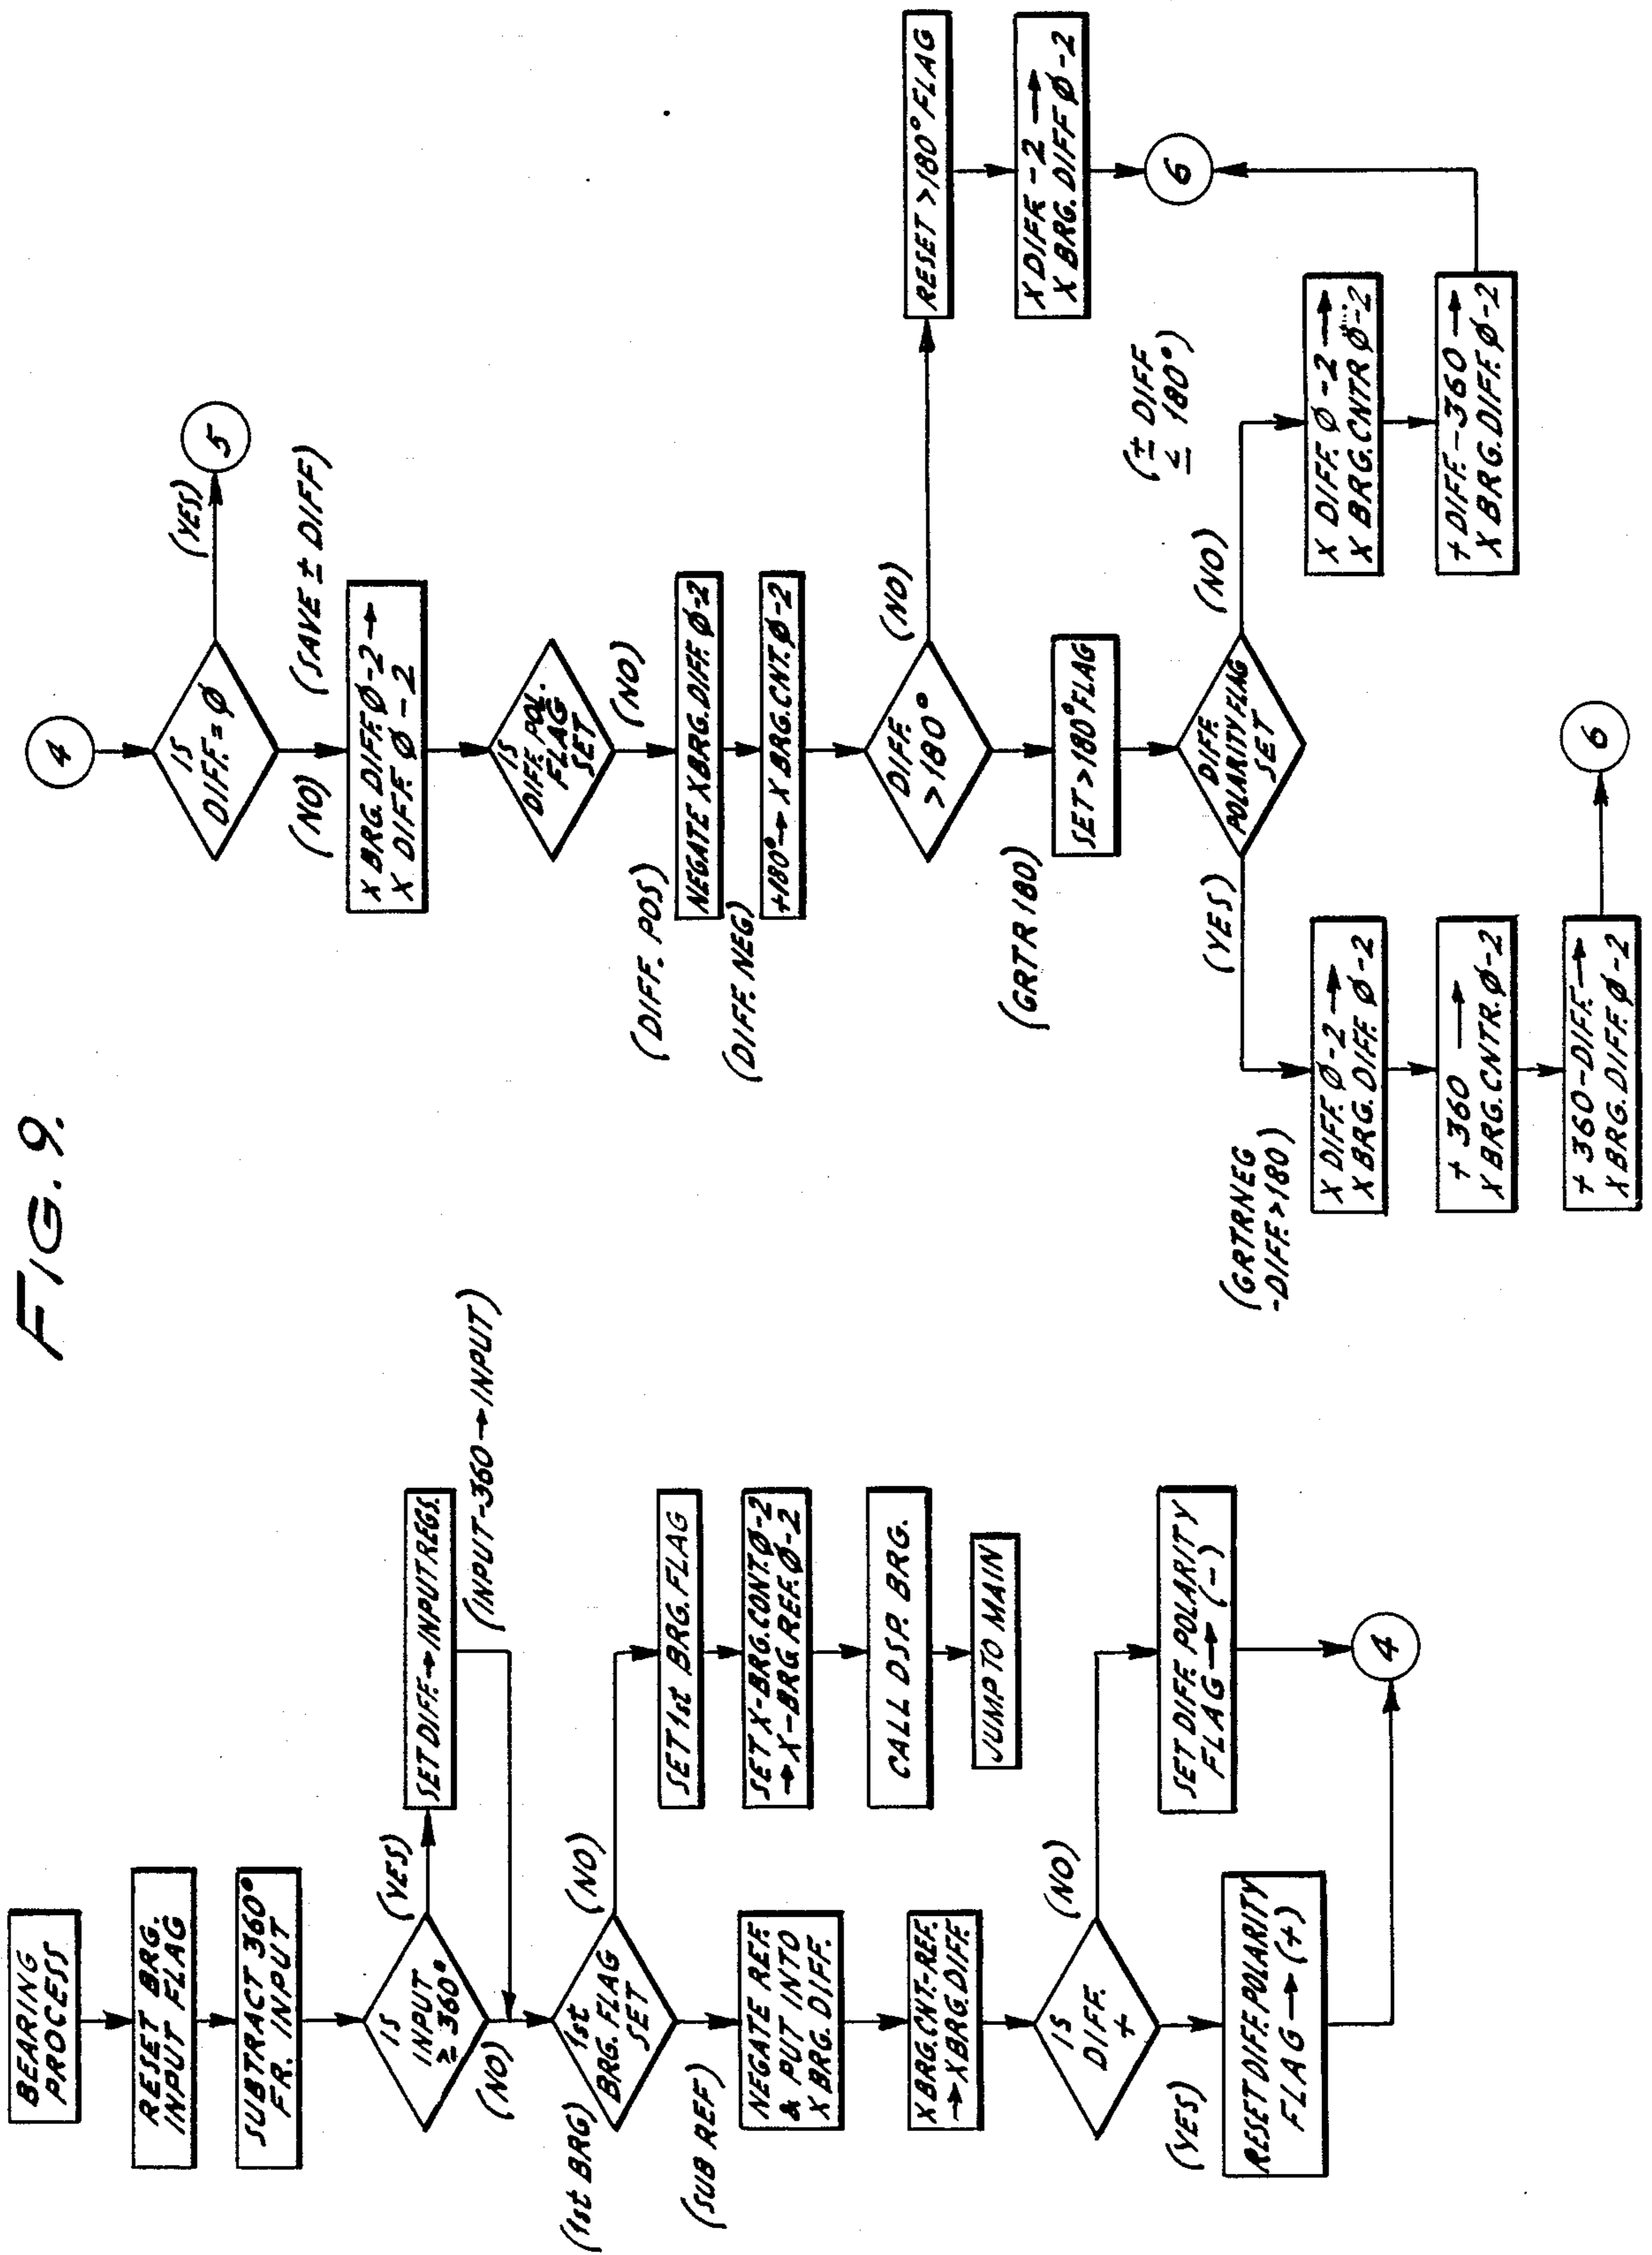 FIG. 9.
BEARING
PROCESS
RESET BRG.
INPUT FLAG
SUBTRACT 360°
FR. INPUT
IS
INPUT
≥ 360°
(YES)
SET DIFF.→INPUT REGS.
(INPUT-360→INPUT)
(NO)
(1st BRG)
1st
BRG. FLAG
SET
(NO)
SET 1st BRG. FLAG
SET X-BRG.CONT.Ø-2
→X-BRG.REF.Ø-2
CALL DSP. BRG.
JUMP TO MAIN
(SUB REF)
NEGATE REF.
& PUT INTO
X BRG. DIFF.
XBRG.CNT.-REF.
→XBRG.DIFF.
IS
DIFF.
+
(NO)
SET DIFF. POLARITY
FLAG→(-)
(YES)
RESET DIFF. POLARITY
FLAG→(+)
4
4
IS
DIFF.=Ø
(YES)
5
(NO)
(SAVE ± DIFF)
X BRG. DIFF.Ø-2→
X DIFF. Ø-2
IS
DIFF. POL.
FLAG
SET
(NO)
(DIFF. POS)
NEGATE XBRG.DIFF. Ø-2
(DIFF. NEG)
+180°→X BRG.CNT.Ø-2
DIFF.
>180°
(NO)
RESET >180° FLAG
X DIFF. -2→
X BRG. DIFF Ø-2
6
(GRTR 180)
SET>180° FLAG
DIFF.
POLARITY FLAG
SET
(NO)
(± DIFF
≤ 180°)
X DIFF. Ø-2→
X BRG.CNTR Ø-2
+DIFF.-360→
X BRG.DIFF.Ø-2
(YES)
(GRTRNEG
-DIFF.>180)
X DIFF. Ø-2→
X BRG. DIFF. Ø-2
+ 360 →
X BRG.CNTR.Ø-2
+ 360-DIFF.→
X BRG. DIFF.Ø-2
6